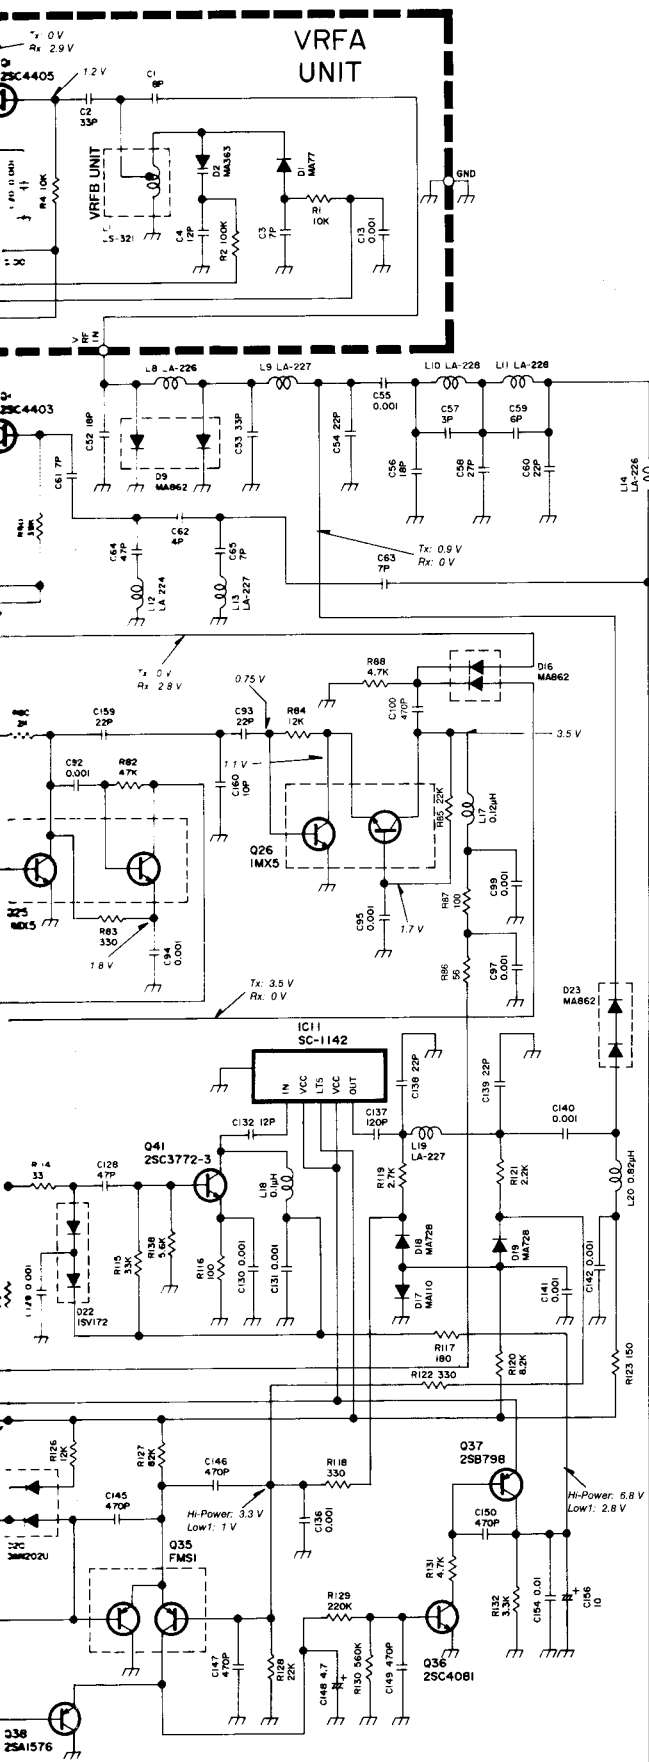 Tx: 0V
Rx 2.9 V
VRFA
UNIT
2SC4405
1.2 V
C1
8P
C2
33P
R4 10K
VRFB UNIT
D2
MA363
D1
MA77
GND
R1
10K
C4
12P
R2 100K
C3
7P
C13
0.001
V
RF
IN
L8 LA-226
L9 LA-227
L10 LA-228
L11 LA-228
C55
0.001
2SC4403
C52 18P
C53 33P
C54 22P
C57
3P
C59
6P
D9
MA862
C56
18P
C58
27P
C60
22P
L14
LA-226
C61 7P
C62
4P
C64
47P
C65
7P
L12
LA-224
L13
LA-227
Tx: 0.9 V
Rx: 0 V
C63
7P
Tx 0 V
Rx 2.8 V
0.75 V
R88
4.7K
D16
MA862
C159
22P
C93
22P
R84
12K
C100
470P
3.5 V
1.1 V
C92
0.001
R82
47K
C160
10P
R85 22K
L17
0.12µH
Q26
IMX5
R83
330
C94
0.001
1.8 V
C95
0.001
1.7 V
R87
100
C99
0.001
R86
56
C97
0.001
Tx: 3.5 V
Rx: 0 V
D23
MA862
IC11
SC-1142
IN
VCC
LTS
VCC
OUT
C138 22P
C139 22P
C132 12P
C137
120P
C140
0.001
L19
LA-227
Q41
2SC3772-3
33
C128
47P
L18
0.1µH
R119
2.7K
R121
2.2K
L20 0.82µH
R115
33K
R138
5.6K
R116
100
C130 0.001
C131 0.001
D18
MA728
D19
MA728
D17
MA110
C141
0.001
C142 0.001
D22
1SV172
R117
180
R120
8.2K
R122 330
R123 150
R126
12K
R127
82K
C146
470P
R118
330
Q37
2SB798
C145
470P
Hi-Power: 3.3 V
Low1: 1 V
C136
0.001
Hi-Power: 6.8 V
Low1: 2.8 V
C150
470P
Q35
FMS1
R131
4.7K
R129
220K
R132
3.3K
C154 0.01
C156
10
+
C147
470P
R128
22K
C148 4.7
+
R130 560K
C149 470P
Q36
2SC4081
Q38
2SA1576